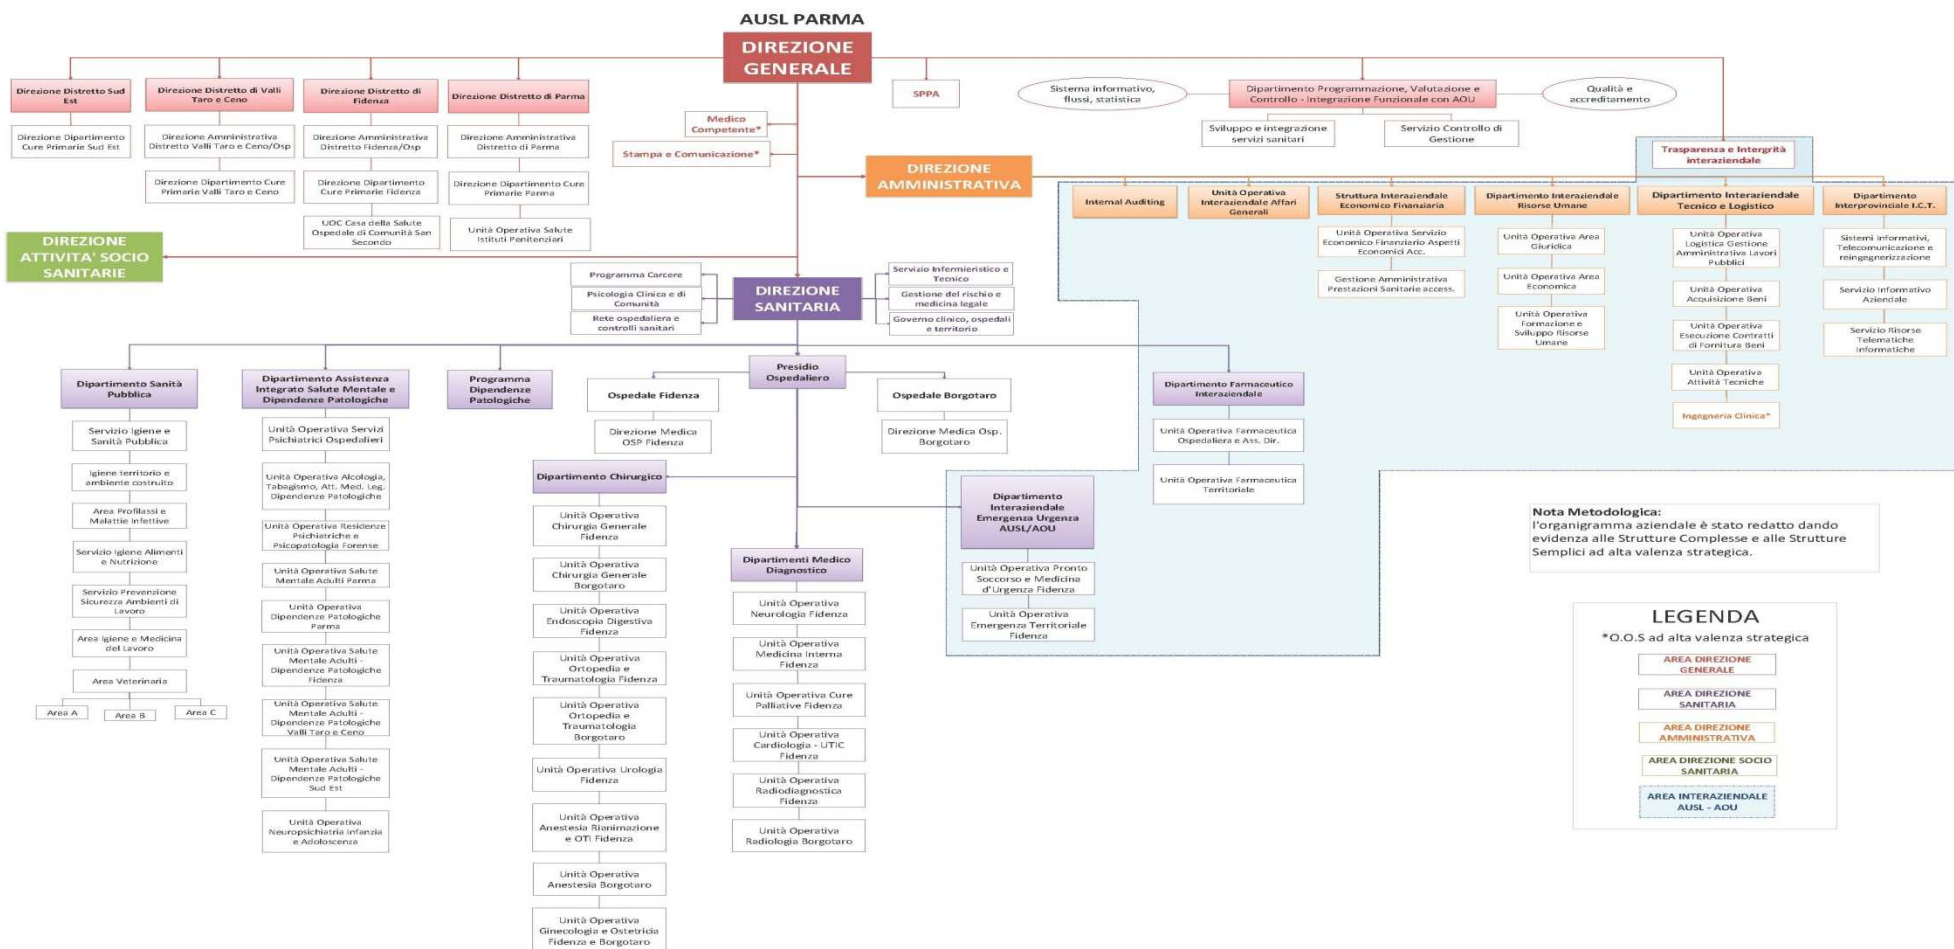 AUSL PARMA
DIREZIONE
GENERALE
Direzione Distretto Sud
Est
Direzione Distretto di Valli
Taro e Ceno
Direzione Distretto di
Fidenza
Direzione Distretto di Parma
SPPA
Sistema informativo,
flussi, statistica
Dipartimento Programmazione, Valutazione e
Controllo - Integrazione Funzionale con AOU
Qualità e
accreditamento
Direzione Dipartimento
Cure Primarie Sud Est
Direzione Amministrativa
Distretto Valli Taro e Ceno/Osp
Direzione Dipartimento Cure
Primarie Valli Taro e Ceno
Direzione Amministrativa
Distretto Fidenza/Osp
Direzione Dipartimento
Cure Primarie Fidenza
UOC Casa della Salute
Ospedale di Comunità San
Secondo
Direzione Amministrativa
Distretto di Parma
Direzione Dipartimento Cure
Primarie Parma
Unità Operativa Salute
Istituti Penitenziari
Medico
Competente*
Stampa e Comunicazione*
Sviluppo e integrazione
servizi sanitari
Servizio Controllo di
Gestione
Trasparenza e Intergrità
interaziendale
DIREZIONE
AMMINISTRATIVA
Internal Auditing
Unità Operativa
Interaziendale Affari
Generali
Struttura Interaziendale
Economico Finanziaria
Unità Operativa Servizio
Economico Finanziario Aspetti
Economici Acc.
Gestione Amministrativa
Prestazioni Sanitarie access.
Dipartimento Interaziendale
Risorse Umane
Unità Operativa Area
Giuridica
Unità Operativa Area
Economica
Unità Operativa
Formazione e
Sviluppo Risorse
Umane
Dipartimento Interaziendale
Tecnico e Logistico
Unità Operativa
Logistica Gestione
Amministrativa Lavori
Pubblici
Unità Operativa
Acquisizione Beni
Unità Operativa
Esecuzione Contratti
di Fornitura Beni
Unità Operativa
Attività Tecniche
Ingegneria Clinica*
Dipartimento
Interprovinciale I.C.T.
Sistemi Informativi,
Telecomunicazione e
reingegnerizzazione
Servizio Informativo
Aziendale
Servizio Risorse
Telematiche
Informatiche
DIREZIONE
ATTIVITA' SOCIO
SANITARIE
DIREZIONE
SANITARIA
Programma Carcere
Psicologia Clinica e di
Comunità
Rete ospedaliera e
controlli sanitari
Servizio Infermieristico e
Tecnico
Gestione del rischio e
medicina legale
Governo clinico, ospedali
e territorio
Dipartimento Sanità
Pubblica
Servizio Igiene e
Sanità Pubblica
Igiene territorio e
ambiente costruito
Area Profilassi e
Malattie Infettive
Servizio Igiene Alimenti
e Nutrizione
Servizio Prevenzione
Sicurezza Ambienti di
Lavoro
Area Igiene e Medicina
del Lavoro
Area Veterinaria
Area A
Area B
Area C
Dipartimento Assistenza
Integrato Salute Mentale e
Dipendenze Patologiche
Unità Operativa Servizi
Psichiatrici Ospedalieri
Unità Operativa Alcologia,
Tabagismo, Att. Med. Leg.
Dipendenze Patologiche
Unità Operativa Residenze
Psichiatriche e
Psicopatologia Forense
Unità Operativa Salute
Mentale Adulti Parma
Unità Operativa
Dipendenze Patologiche
Parma
Unità Operativa Salute
Mentale Adulti -
Dipendenze Patologiche
Fidenza
Unità Operativa Salute
Mentale Adulti -
Dipendenze Patologiche
Valli Taro e Ceno
Unità Operativa Salute
Mentale Adulti -
Dipendenze Patologiche
Sud Est
Unità Operativa
Neuropsichiatria Infanzia
e Adoloscenza
Programma
Dipendenze
Patologiche
Presidio
Ospedaliero
Ospedale Fidenza
Direzione Medica
OSP Fidenza
Ospedale Borgotaro
Direzione Medica Osp.
Borgotaro
Dipartimento Chirurgico
Unità Operativa
Chirurgia Generale
Fidenza
Unità Operativa
Chirurgia Generale
Borgotaro
Unità Operativa
Endoscopia Digestiva
Fidenza
Unità Operativa
Ortopedia e
Traumatologia Fidenza
Unità Operativa
Ortopedia e
Traumatologia
Borgotaro
Unità Operativa Urologia
Fidenza
Unità Operativa
Anestesia Rianimazione
e OTI Fidenza
Unità Operativa
Anestesia Borgotaro
Unità Operativa
Ginecologia e Ostetricia
Fidenza e Borgotaro
Dipartimenti Medico
Diagnostico
Unità Operativa
Neurologia Fidenza
Unità Operativa
Medicina Interna
Fidenza
Unità Operativa Cure
Palliative Fidenza
Unità Operativa
Cardiologia - UTIC
Fidenza
Unità Operativa
Radiodiagnostica
Fidenza
Unità Operativa
Radiologia Borgotaro
Dipartimento
Interaziendale
Emergenza Urgenza
AUSL/AOU
Unità Operativa Pronto
Soccorso e Medicina
d'Urgenza Fidenza
Unità Operativa
Emergenza Territoriale
Fidenza
Dipartimento Farmaceutico
Interaziendale
Unità Operativa Farmaceutica
Ospedaliera e Ass. Dir.
Unità Operativa Farmaceutica
Territoriale
Nota Metodologica:
l'organigramma aziendale è stato redatto dando
evidenza alle Strutture Complesse e alle Strutture
Semplici ad alta valenza strategica.
LEGENDA
*O.O.S ad alta valenza strategica
AREA DIREZIONE
GENERALE
AREA DIREZIONE
SANITARIA
AREA DIREZIONE
AMMINISTRATIVA
AREA DIREZIONE SOCIO
SANITARIA
AREA INTERAZIENDALE
AUSL - AOU